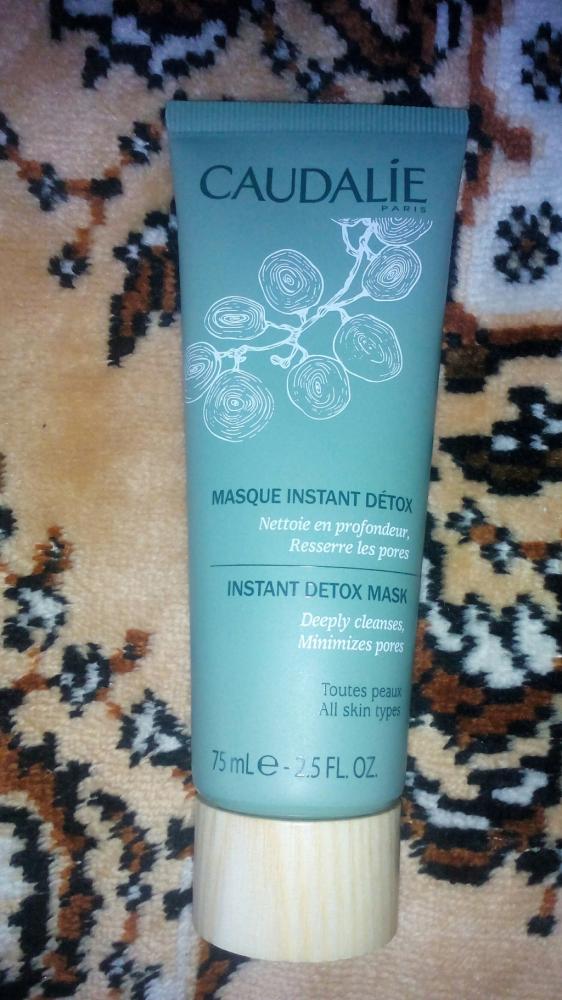 CAUDALÍE
PARIS
MASQUE INSTANT DÉTOX
Nettoie en profondeur,
Resserre les pores
INSTANT DETOX MASK
Deeply cleanses,
Minimizes pores
Toutes peaux
All skin types
75 mL e - 2.5 FL. OZ.